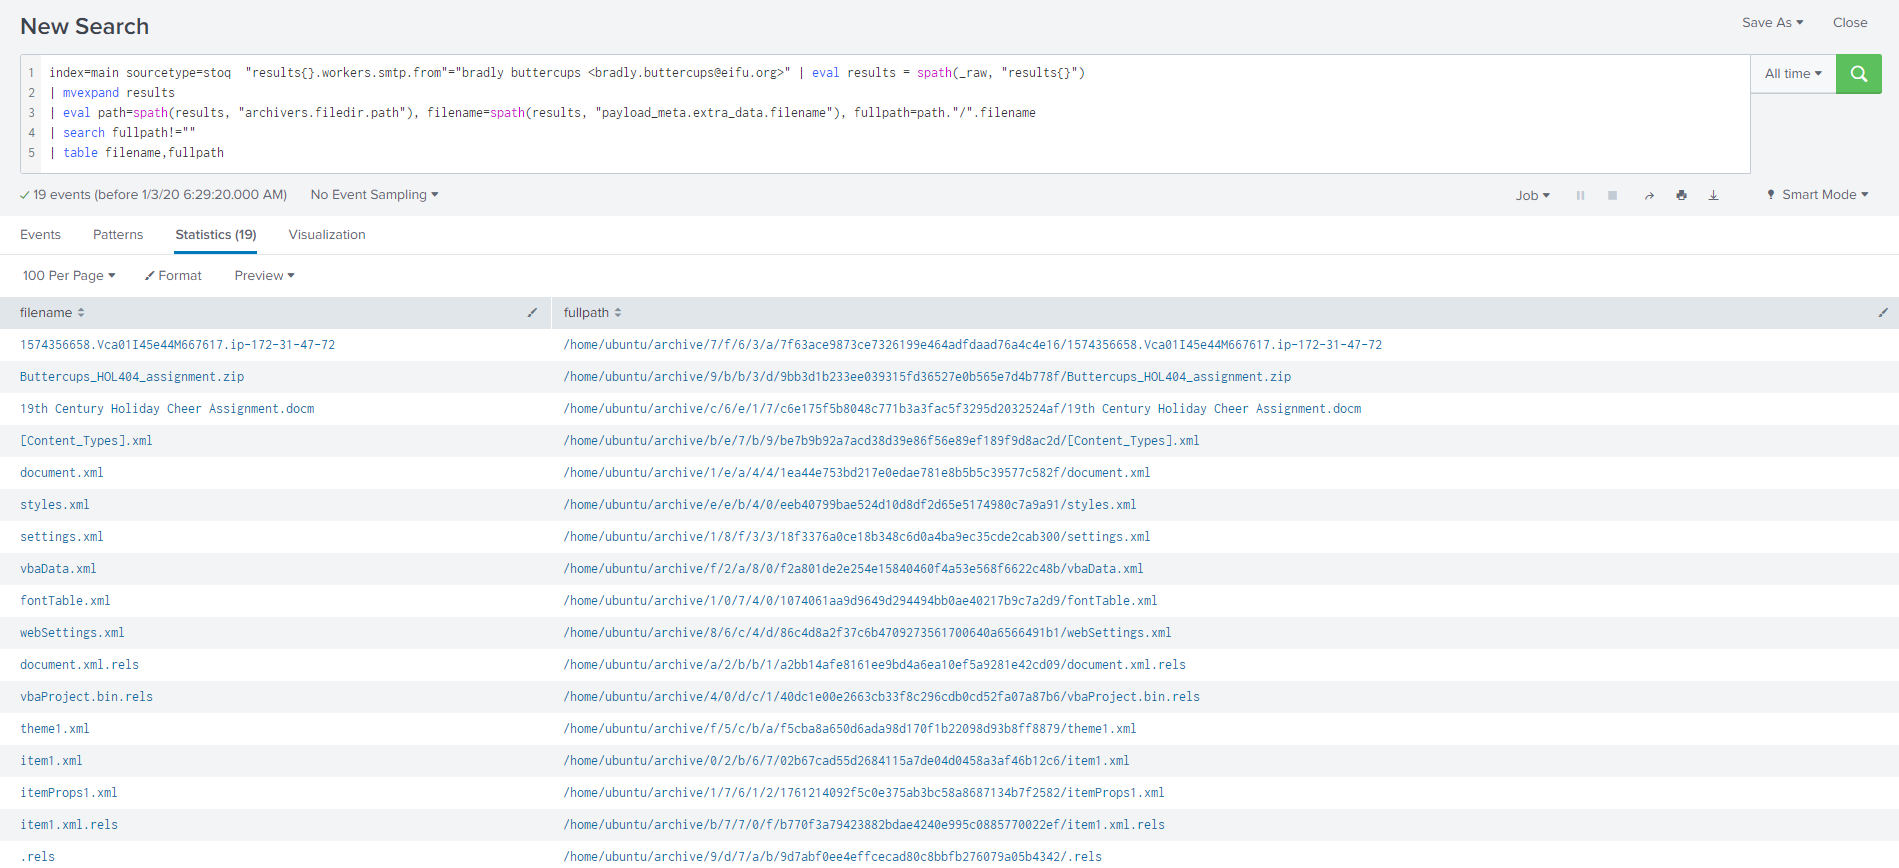 New Search
Save As
Close
1 index=main sourcetype=stoq "results{}.workers.smtp.from"="bradly buttercups <bradly.buttercups@eifu.org>" | eval results = spath(_raw, "results{}")
2 | mvexpand results
3 | eval path=spath(results, "archivers.filedir.path"), filename=spath(results, "payload_meta.extra_data.filename"), fullpath=path."/".filename
4 | search fullpath!=""
5 | table filename,fullpath
All time
19 events (before 1/3/20 6:29:20.000 AM) No Event Sampling
Job
Smart Mode
Events Patterns Statistics (19) Visualization
100 Per Page Format Preview
filename fullpath
1574356658.Vca01I45e44M667617.ip-172-31-47-72 /home/ubuntu/archive/7/f/6/3/a/7f63ace9873ce7326199e464adfdaad76a4c4e16/1574356658.Vca01I45e44M667617.ip-172-31-47-72
Buttercups_HOL404_assignment.zip /home/ubuntu/archive/9/b/b/3/d/9bb3d1b233ee039315fd36527e0b565e7d4b778f/Buttercups_HOL404_assignment.zip
19th Century Holiday Cheer Assignment.docm /home/ubuntu/archive/c/6/e/1/7/c6e175f5b8048c771b3a3fac5f3295d2032524af/19th Century Holiday Cheer Assignment.docm
[Content_Types].xml /home/ubuntu/archive/b/e/7/b/9/be7b9b92a7acd38d39e86f56e89ef189f9d8ac2d/[Content_Types].xml
document.xml /home/ubuntu/archive/1/e/a/4/4/1ea44e753bd217e0edae781e8b5b5c39577c582f/document.xml
styles.xml /home/ubuntu/archive/e/e/b/4/0/eeb40799bae524d10d8df2d65e5174980c7a9a91/styles.xml
settings.xml /home/ubuntu/archive/1/8/f/3/3/18f3376a0ce18b348c6d0a4ba9ec35cde2cab300/settings.xml
vbaData.xml /home/ubuntu/archive/f/2/a/8/0/f2a801de2e254e15840460f4a53e568f6622c48b/vbaData.xml
fontTable.xml /home/ubuntu/archive/1/0/7/4/0/1074061aa9d9649d294494bb0ae40217b9c7a2d9/fontTable.xml
webSettings.xml /home/ubuntu/archive/8/6/c/4/d/86c4d8a2f37c6b4709273561700640a6566491b1/webSettings.xml
document.xml.rels /home/ubuntu/archive/a/2/b/b/1/a2bb14afe8161ee9bd4a6ea10ef5a9281e42cd09/document.xml.rels
vbaProject.bin.rels /home/ubuntu/archive/4/0/d/c/1/40dc1e00e2663cb33f8c296cdb0cd52fa07a87b6/vbaProject.bin.rels
theme1.xml /home/ubuntu/archive/f/5/c/b/a/f5cba8a650d6ada98d170f1b22098d93b8ff8879/theme1.xml
item1.xml /home/ubuntu/archive/0/2/b/6/7/02b67cad55d2684115a7de04d0458a3af46b12c6/item1.xml
itemProps1.xml /home/ubuntu/archive/1/7/6/1/2/1761214092f5c0e375ab3bc58a8687134b7f2582/itemProps1.xml
item1.xml.rels /home/ubuntu/archive/b/7/7/0/f/b770f3a79423882bdae4240e995c0885770022ef/item1.xml.rels
.rels /home/ubuntu/archive/9/d/7/a/b/9d7abf0ee4effcecad80c8bbfb276079a05b4342/.rels